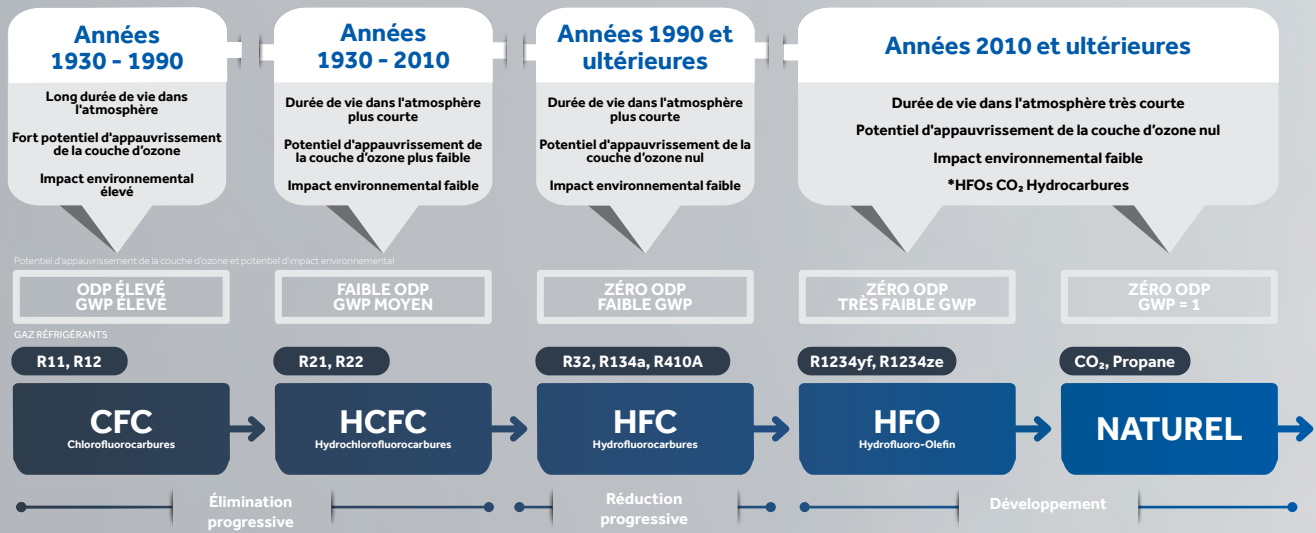 Années
1930 - 1990
Long durée de vie dans
l'atmosphère
Fort potentiel d'appauvrissement
de la couche d'ozone
Impact environnemental
élevé
Années
1930 - 2010
Durée de vie dans l'atmosphère
plus courte
Potentiel d'appauvrissement de
la couche d'ozone plus faible
Impact environnemental faible
Années 1990 et
ultérieures
Durée de vie dans l'atmosphère
plus courte
Potentiel d'appauvrissement de la
couche d'ozone nul
Impact environnemental faible
Années 2010 et ultérieures
Durée de vie dans l'atmosphère très courte
Potentiel d'appauvrissement de la couche d'ozone nul
Impact environnemental faible
*HFOs CO₂ Hydrocarbures
Potentiel d'appauvrissement de la couche d'ozone et potentiel d'impact environnemental
ODP ÉLEVÉ
GWP ÉLEVÉ
FAIBLE ODP
GWP MOYEN
ZÉRO ODP
FAIBLE GWP
ZÉRO ODP
TRÈS FAIBLE GWP
ZÉRO ODP
GWP = 1
GAZ RÉFRIGÉRANTS
R11, R12
R21, R22
R32, R134a, R410A
R1234yf, R1234ze
CO₂, Propane
CFC
Chlorofluorocarbures
HCFC
Hydrochlorofluorocarbures
HFC
Hydrofluorocarbures
HFO
Hydrofluoro-Olefin
NATUREL
Élimination
progressive
Réduction
progressive
Développement